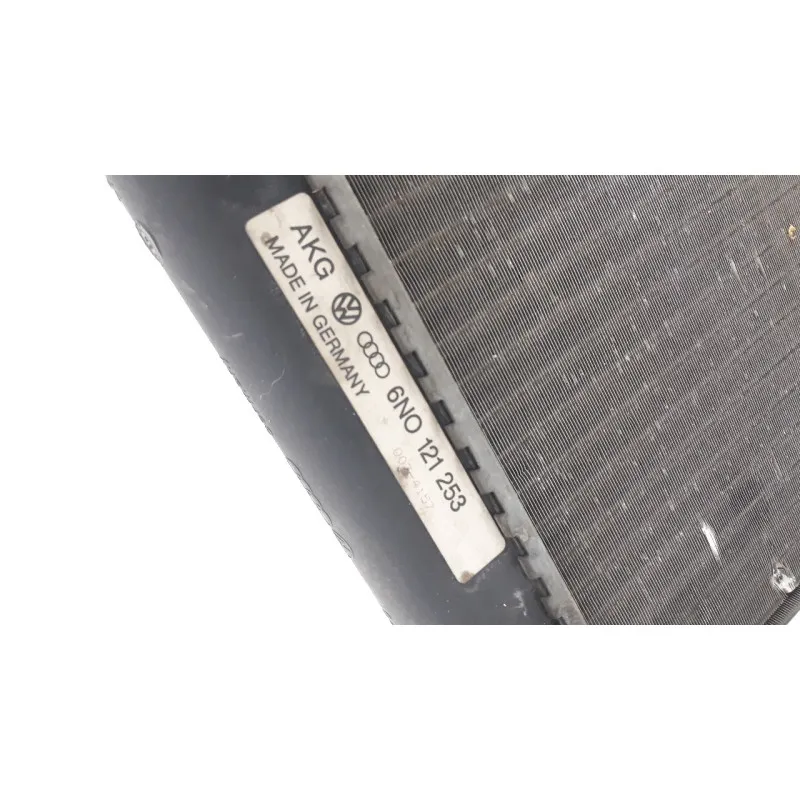 AKG 6N0 121 253
MADE IN GERMANY